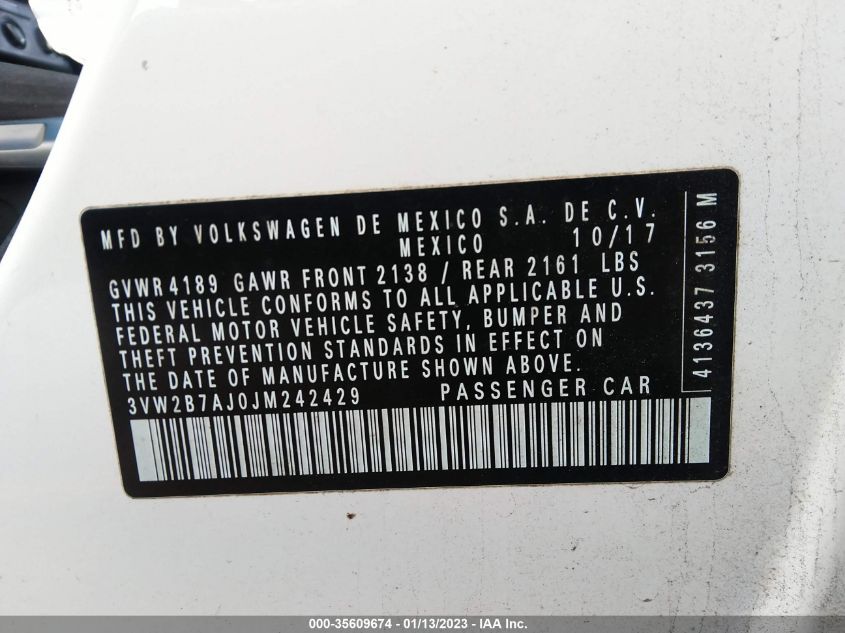 MFD BY VOLKSWAGEN DE MEXICO S.A. DE C.V.
MEXICO 10/17
GVWR 4189 GAWR FRONT 2138 / REAR 2161 LBS
THIS VEHICLE CONFORMS TO ALL APPLICABLE U.S.
FEDERAL MOTOR VEHICLE SAFETY, BUMPER AND
THEFT PREVENTION STANDARDS IN EFFECT ON
THE DATE OF MANUFACTURE SHOWN ABOVE.
3VW2B7AJ0JM242429 PASSENGER CAR
4136437 3156 M
000-35609674 - 01/13/2023 - IAA Inc.